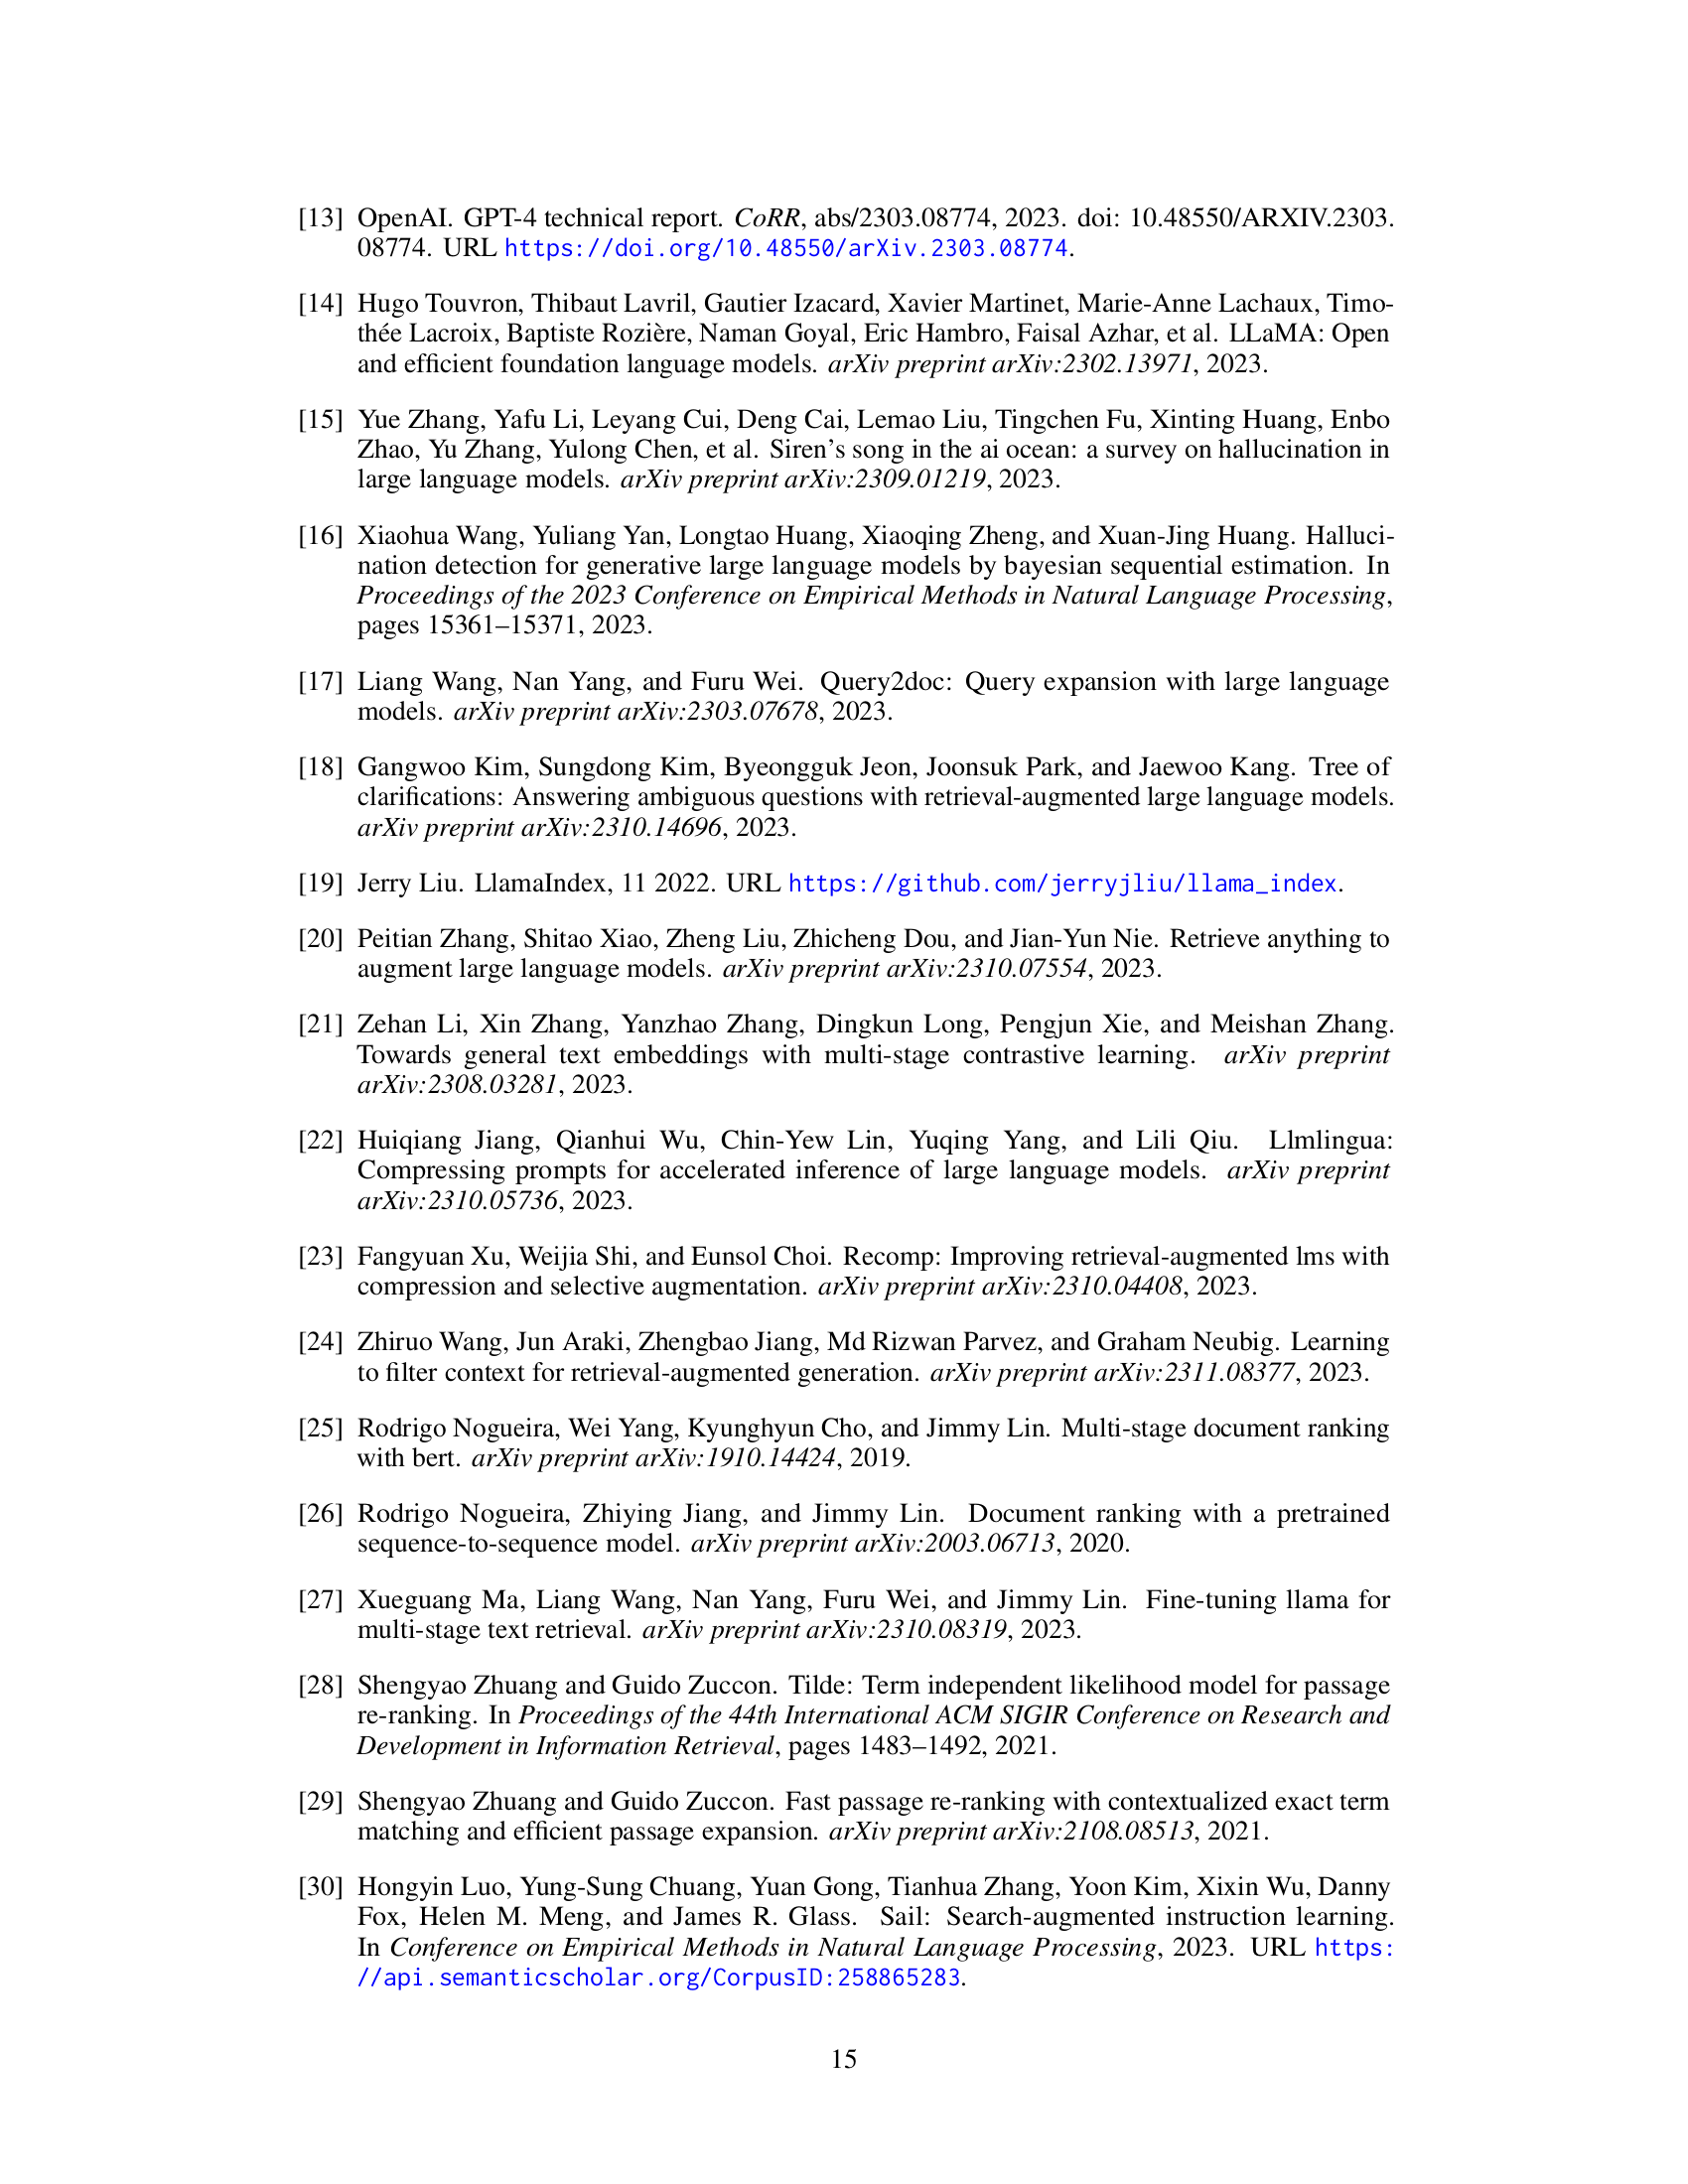 [13] OpenAI. GPT-4 technical report. CoRR, abs/2303.08774, 2023. doi: 10.48550/ARXIV.2303.
08774. URL https://doi.org/10.48550/arXiv.2303.08774.
[14] Hugo Touvron, Thibaut Lavril, Gautier Izacard, Xavier Martinet, Marie-Anne Lachaux, Timo-
thée Lacroix, Baptiste Rozière, Naman Goyal, Eric Hambro, Faisal Azhar, et al. LLaMA: Open
and efficient foundation language models. arXiv preprint arXiv:2302.13971, 2023.
[15] Yue Zhang, Yafu Li, Leyang Cui, Deng Cai, Lemao Liu, Tingchen Fu, Xinting Huang, Enbo
Zhao, Yu Zhang, Yulong Chen, et al. Siren's song in the ai ocean: a survey on hallucination in
large language models. arXiv preprint arXiv:2309.01219, 2023.
[16] Xiaohua Wang, Yuliang Yan, Longtao Huang, Xiaoqing Zheng, and Xuan-Jing Huang. Halluci-
nation detection for generative large language models by bayesian sequential estimation. In
Proceedings of the 2023 Conference on Empirical Methods in Natural Language Processing,
pages 15361–15371, 2023.
[17] Liang Wang, Nan Yang, and Furu Wei. Query2doc: Query expansion with large language
models. arXiv preprint arXiv:2303.07678, 2023.
[18] Gangwoo Kim, Sungdong Kim, Byeongguk Jeon, Joonsuk Park, and Jaewoo Kang. Tree of
clarifications: Answering ambiguous questions with retrieval-augmented large language models.
arXiv preprint arXiv:2310.14696, 2023.
[19] Jerry Liu. LlamaIndex, 11 2022. URL https://github.com/jerryjliu/llama_index.
[20] Peitian Zhang, Shitao Xiao, Zheng Liu, Zhicheng Dou, and Jian-Yun Nie. Retrieve anything to
augment large language models. arXiv preprint arXiv:2310.07554, 2023.
[21] Zehan Li, Xin Zhang, Yanzhao Zhang, Dingkun Long, Pengjun Xie, and Meishan Zhang.
Towards general text embeddings with multi-stage contrastive learning. arXiv preprint
arXiv:2308.03281, 2023.
[22] Huiqiang Jiang, Qianhui Wu, Chin-Yew Lin, Yuqing Yang, and Lili Qiu. Llmlingua:
Compressing prompts for accelerated inference of large language models. arXiv preprint
arXiv:2310.05736, 2023.
[23] Fangyuan Xu, Weijia Shi, and Eunsol Choi. Recomp: Improving retrieval-augmented lms with
compression and selective augmentation. arXiv preprint arXiv:2310.04408, 2023.
[24] Zhiruo Wang, Jun Araki, Zhengbao Jiang, Md Rizwan Parvez, and Graham Neubig. Learning
to filter context for retrieval-augmented generation. arXiv preprint arXiv:2311.08377, 2023.
[25] Rodrigo Nogueira, Wei Yang, Kyunghyun Cho, and Jimmy Lin. Multi-stage document ranking
with bert. arXiv preprint arXiv:1910.14424, 2019.
[26] Rodrigo Nogueira, Zhiying Jiang, and Jimmy Lin. Document ranking with a pretrained
sequence-to-sequence model. arXiv preprint arXiv:2003.06713, 2020.
[27] Xueguang Ma, Liang Wang, Nan Yang, Furu Wei, and Jimmy Lin. Fine-tuning llama for
multi-stage text retrieval. arXiv preprint arXiv:2310.08319, 2023.
[28] Shengyao Zhuang and Guido Zuccon. Tilde: Term independent likelihood model for passage
re-ranking. In Proceedings of the 44th International ACM SIGIR Conference on Research and
Development in Information Retrieval, pages 1483–1492, 2021.
[29] Shengyao Zhuang and Guido Zuccon. Fast passage re-ranking with contextualized exact term
matching and efficient passage expansion. arXiv preprint arXiv:2108.08513, 2021.
[30] Hongyin Luo, Yung-Sung Chuang, Yuan Gong, Tianhua Zhang, Yoon Kim, Xixin Wu, Danny
Fox, Helen M. Meng, and James R. Glass. Sail: Search-augmented instruction learning.
In Conference on Empirical Methods in Natural Language Processing, 2023. URL https:
//api.semanticscholar.org/CorpusID:258865283.
15